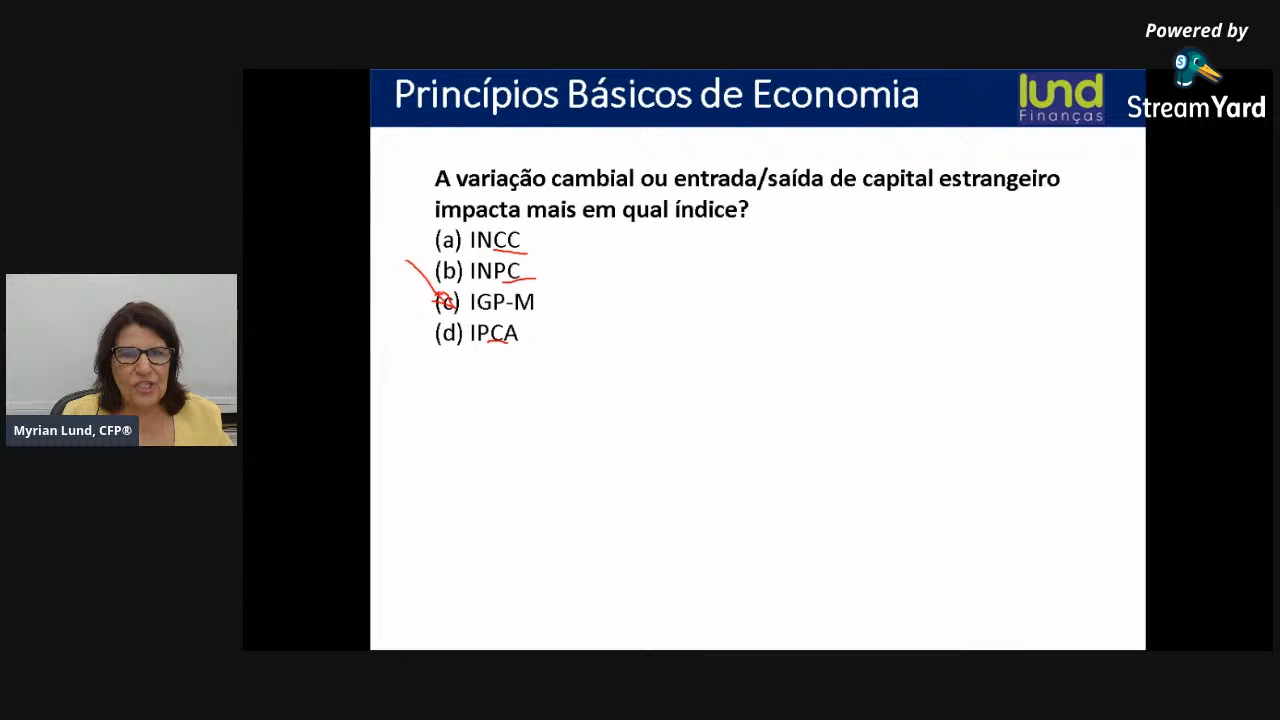 Powered by
StreamYard
Princípios Básicos de Economia
lund
Finanças
A variação cambial ou entrada/saída de capital estrangeiro
impacta mais em qual índice?
(a) INCC
(b) INPC
(c) IGP-M
(d) IPCA
Myrian Lund, CFP®